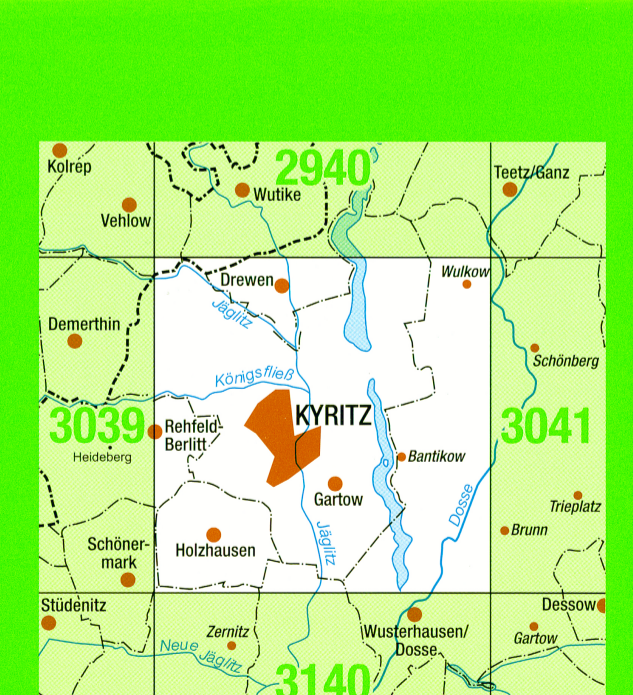 Kolrep
2940
Teetz/Ganz
Wutike
Vehlow
Drewen
Wulkow
Jäglitz
Demerthin
Schönberg
Königsfließ
KYRITZ
3039
Rehfeld-
Berlitt
3041
Heideberg
Bantikow
Gartow
Dosse
Trieplatz
Jäglitz
Brunn
Schöner-
mark
Holzhausen
Stüdenitz
Dessow
Zernitz
Wusterhausen/
Dosse
Gartow
Neue Jäglitz
3140